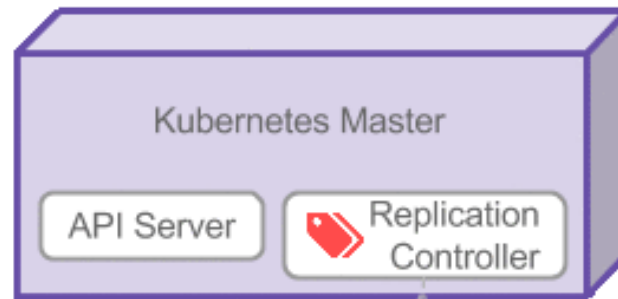 Kubernetes Master
API Server
Replication
Controller